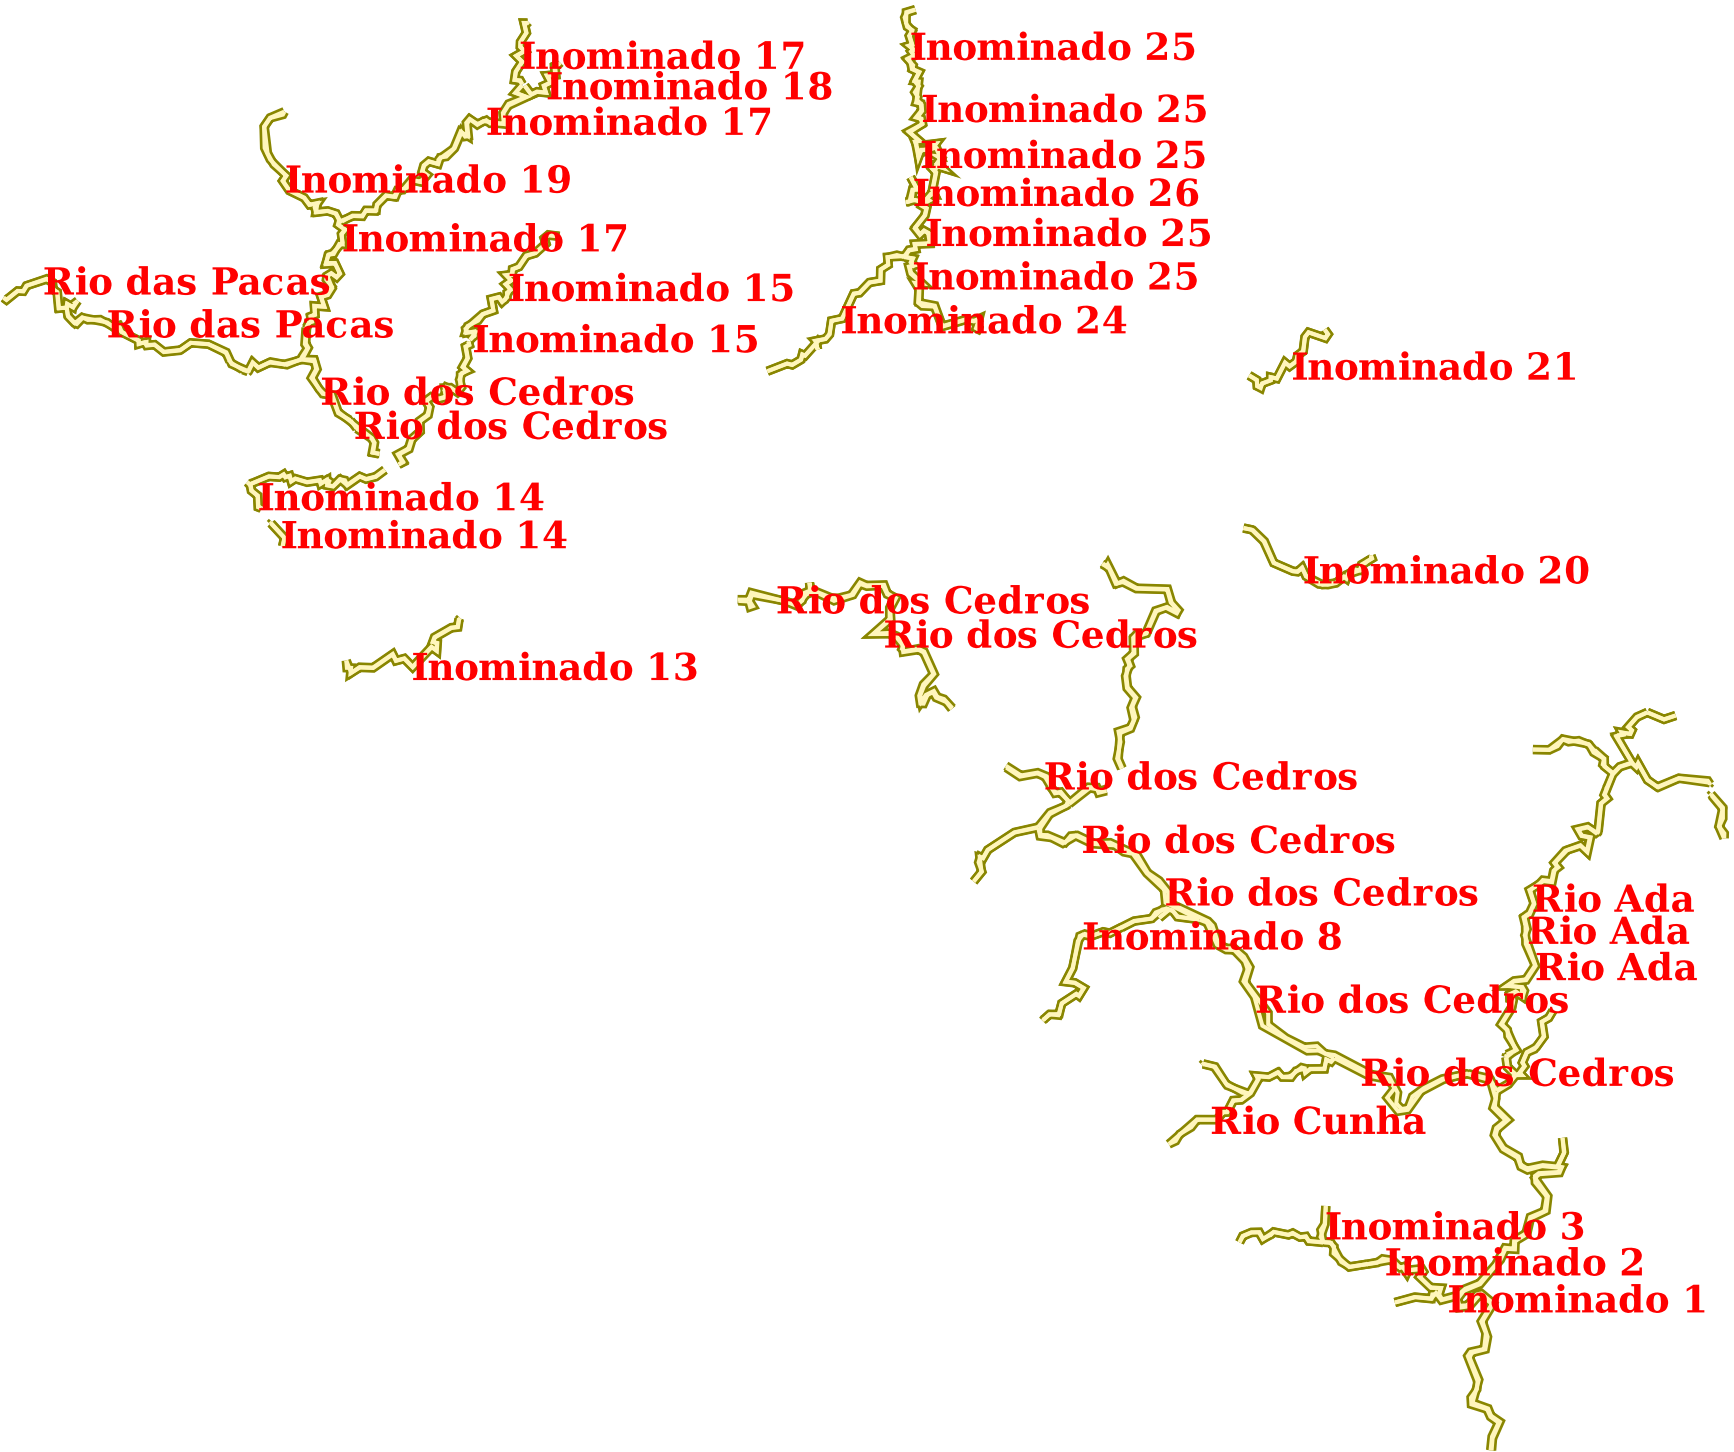 Inominado 25
Inominado 17
Inominado 18
Inominado 25
Inominado 17
Inominado 25
Inominado 19
Inominado 26
Inominado 25
Inominado 17
Inominado 25
Rio das Pacas
Inominado 15
Inominado 24
Rio das Pacas
Inominado 15
Inominado 21
Rio dos Cedros
Rio dos Cedros
Inominado 14
Inominado 14
Inominado 20
Rio dos Cedros
Rio dos Cedros
Inominado 13
Rio dos Cedros
Rio dos Cedros
Rio dos Cedros
Rio Ada
Rio Ada
Inominado 8
Rio Ada
Rio dos Cedros
Rio dos Cedros
Rio Cunha
Inominado 3
Inominado 2
Inominado 1